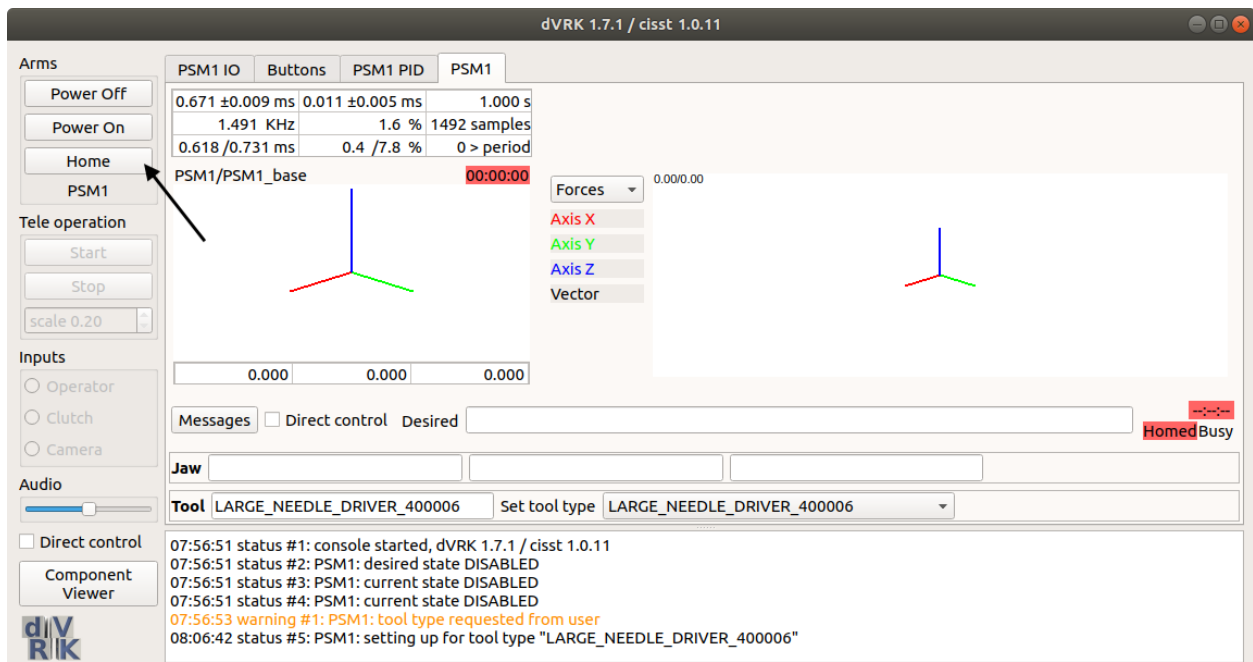 dVRK 1.7.1 / cisst 1.0.11
Arms
Power Off
Power On
Home
PSM1
Tele operation
Start
Stop
scale 0.20
Inputs
Operator
Clutch
Camera
Audio
Direct control
Component
Viewer
dV
RK
PSM1 IO Buttons PSM1 PID PSM1
0.671 ±0.009 ms 0.011 ±0.005 ms 1.000 s
1.491 KHz 1.6 % 1492 samples
0.618 /0.731 ms 0.4 /7.8 % 0 > period
PSM1/PSM1_base 00:00:00
0.000 0.000 0.000
Forces
Axis X
Axis Y
Axis Z
Vector
0.00/0.00
Messages Direct control Desired
--:--:--
Homed Busy
Jaw
Tool LARGE_NEEDLE_DRIVER_400006 Set tool type LARGE_NEEDLE_DRIVER_400006
07:56:51 status #1: console started, dVRK 1.7.1 / cisst 1.0.11
07:56:51 status #2: PSM1: desired state DISABLED
07:56:51 status #3: PSM1: current state DISABLED
07:56:51 status #4: PSM1: current state DISABLED
07:56:53 warning #1: PSM1: tool type requested from user
08:06:42 status #5: PSM1: setting up for tool type "LARGE_NEEDLE_DRIVER_400006"